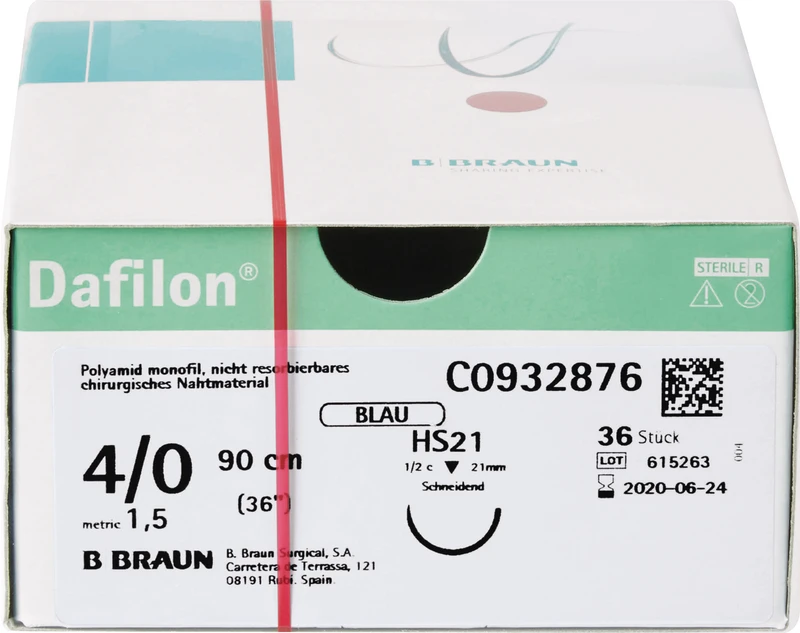 B|BRAUN
SHARING EXPERTISE
Dafilon®
STERILE R
2
Polyamid monofil, nicht resorbierbares
chirurgisches Nahtmaterial
C0932876
BLAU
4/0 90 cm
(36")
metric 1,5
HS21
1/2 c 21mm
Schneidend
36 Stück
LOT 615263
2020-06-24
B BRAUN
B. Braun Surgical, S.A.
Carretera de Terrassa, 121
08191 Rubí. Spain.